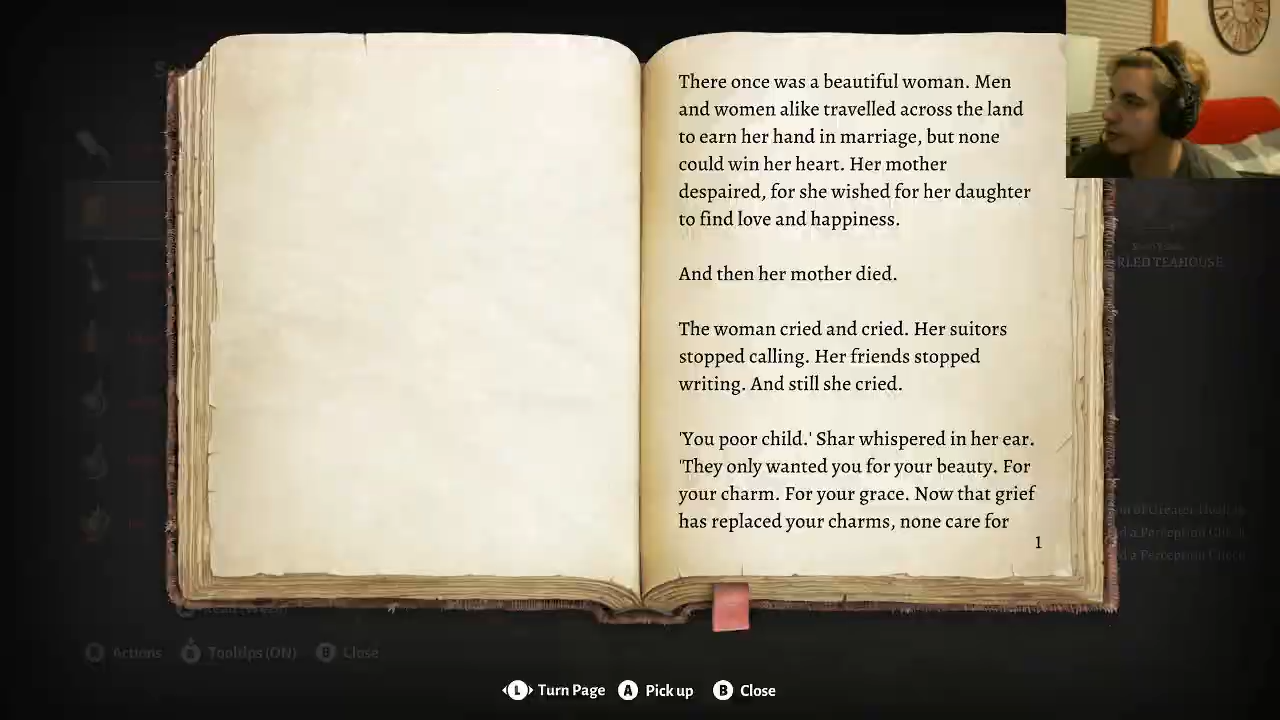 There once was a beautiful woman. Men
and women alike travelled across the land
to earn her hand in marriage, but none
could win her heart. Her mother
despaired, for she wished for her daughter
to find love and happiness.
And then her mother died.
The woman cried and cried. Her suitors
stopped calling. Her friends stopped
writing. And still she cried.
'You poor child.' Shar whispered in her ear.
'They only wanted you for your beauty. For
your charm. For your grace. Now that grief
has replaced your charms, none care for
1
RLED TEAHOUSE
d a Perception Check
d a Perception Check
Actions Tooltips (ON) B Close
L Turn Page A Pick up B Close